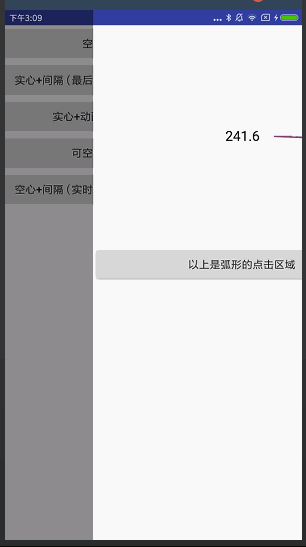 下午3:09
空
实心+间隔(最后
实心+动
可空
空心+间隔(实时
241.6
以上是弧形的点击区域